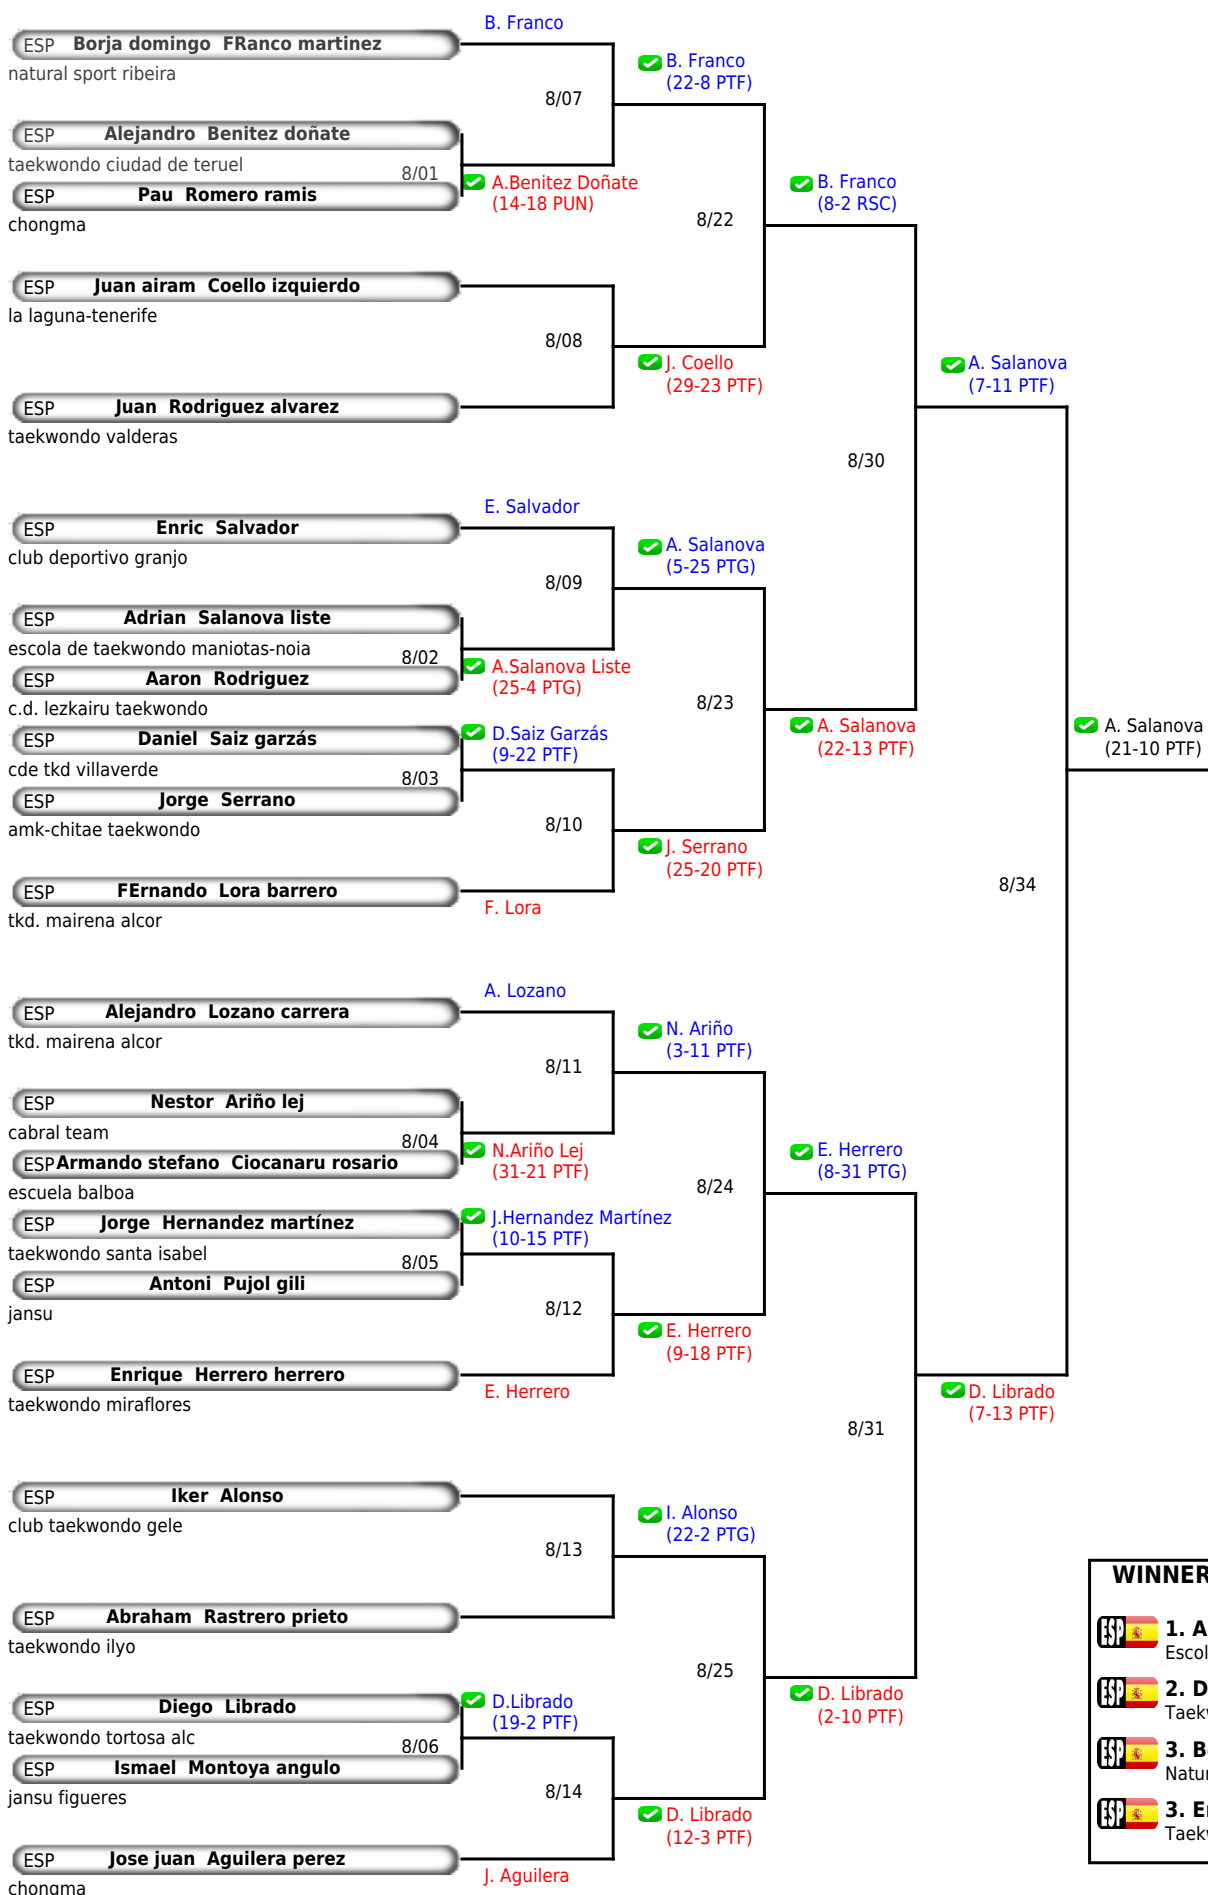 B. Franco
ESP Borja domingo FRanco martinez
natural sport ribeira
B. Franco
(22-8 PTF)
8/07
ESP Alejandro Benitez doñate
taekwondo ciudad de teruel
8/01
A.Benitez Doñate
(14-18 PUN)
ESP Pau Romero ramis
chongma
B. Franco
(8-2 RSC)
8/22
ESP Juan airam Coello izquierdo
la laguna-tenerife
8/08
J. Coello
(29-23 PTF)
A. Salanova
(7-11 PTF)
ESP Juan Rodriguez alvarez
taekwondo valderas
8/30
E. Salvador
ESP Enric Salvador
club deportivo granjo
A. Salanova
(5-25 PTG)
8/09
ESP Adrian Salanova liste
escola de taekwondo maniotas-noia
8/02
A.Salanova Liste
(25-4 PTG)
ESP Aaron Rodriguez
c.d. lezkairu taekwondo
8/23
ESP Daniel Saiz garzás
D.Saiz Garzás
(9-22 PTF)
A. Salanova
(22-13 PTF)
A. Salanova
(21-10 PTF)
cde tkd villaverde
8/03
ESP Jorge Serrano
amk-chitae taekwondo
8/10
J. Serrano
(25-20 PTF)
ESP FErnando Lora barrero
tkd. mairena alcor
F. Lora
8/34
A. Lozano
ESP Alejandro Lozano carrera
tkd. mairena alcor
N. Ariño
(3-11 PTF)
8/11
ESP Nestor Ariño lej
cabral team
8/04
N.Ariño Lej
(31-21 PTF)
ESP Armando stefano Ciocanaru rosario
escuela balboa
E. Herrero
(8-31 PTG)
8/24
ESP Jorge Hernandez martínez
J.Hernandez Martínez
(10-15 PTF)
taekwondo santa isabel
8/05
ESP Antoni Pujol gili
jansu
8/12
E. Herrero
(9-18 PTF)
ESP Enrique Herrero herrero
taekwondo miraflores
E. Herrero
D. Librado
(7-13 PTF)
8/31
ESP Iker Alonso
club taekwondo gele
I. Alonso
(22-2 PTG)
8/13
ESP Abraham Rastrero prieto
taekwondo ilyo
8/25
ESP Diego Librado
D.Librado
(19-2 PTF)
D. Librado
(2-10 PTF)
taekwondo tortosa alc
8/06
ESP Ismael Montoya angulo
jansu figueres
8/14
D. Librado
(12-3 PTF)
ESP Jose juan Aguilera perez
chongma
J. Aguilera
WINNER
ESP 1. A
Escol
ESP 2. D
Taekw
ESP 3. B
Natur
ESP 3. En
Taekw